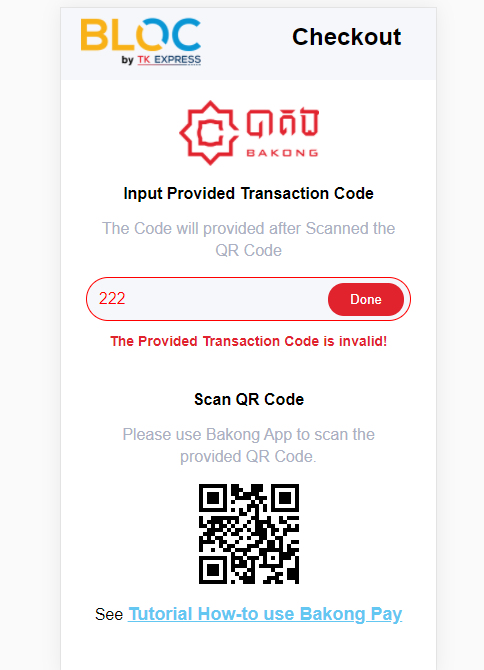 BLOC
by TK EXPRESS
Checkout
បាគង
BAKONG
Input Provided Transaction Code
The Code will provided after Scanned the
QR Code
222
Done
The Provided Transaction Code is invalid!
Scan QR Code
Please use Bakong App to scan the
provided QR Code.
See Tutorial How-to use Bakong Pay